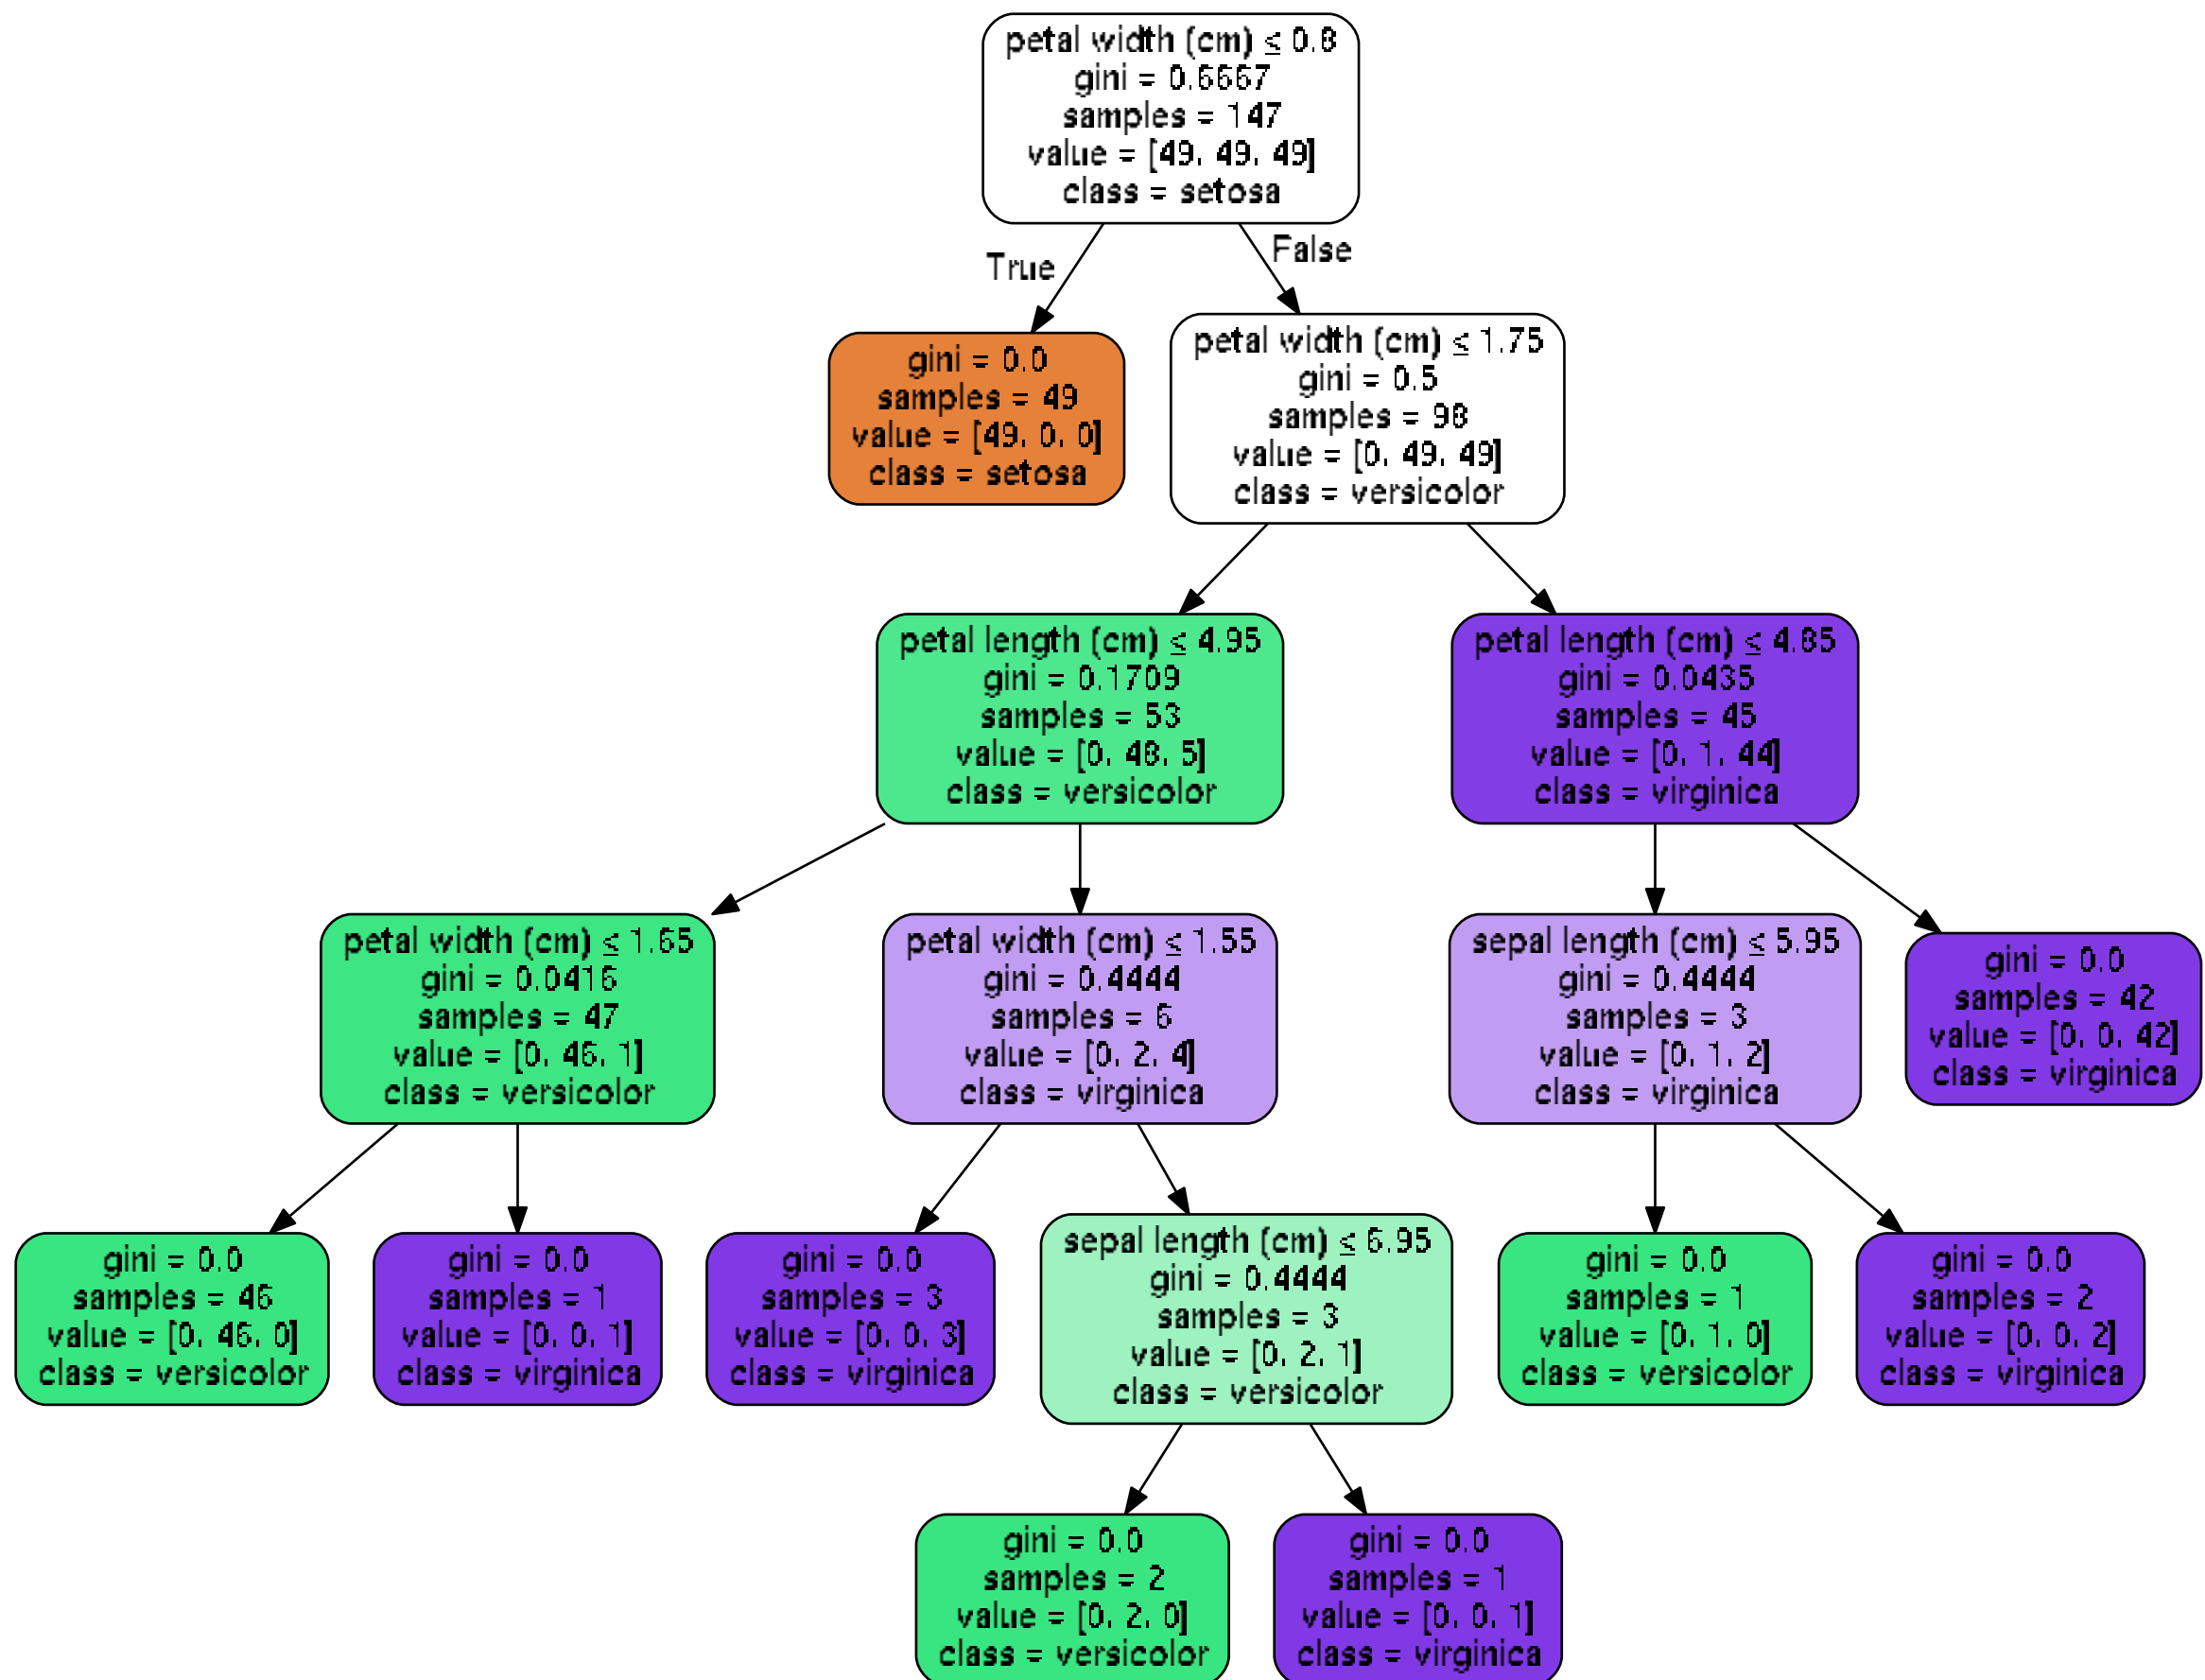 petal width (cm) ≤ 0.8
gini = 0.6667
samples = 147
value = [49, 49, 49]
class = setosa
True
False
gini = 0.0
samples = 49
value = [49, 0, 0]
class = setosa
petal width (cm) ≤ 1.75
gini = 0.5
samples = 98
value = [0, 49, 49]
class = versicolor
petal length (cm) ≤ 4.95
gini = 0.1709
samples = 53
value = [0, 48, 5]
class = versicolor
petal length (cm) ≤ 4.85
gini = 0.0435
samples = 45
value = [0, 1, 44]
class = virginica
petal width (cm) ≤ 1.65
gini = 0.0416
samples = 47
value = [0, 46, 1]
class = versicolor
petal width (cm) ≤ 1.55
gini = 0.4444
samples = 6
value = [0, 2, 4]
class = virginica
sepal length (cm) ≤ 5.95
gini = 0.4444
samples = 3
value = [0, 1, 2]
class = virginica
gini = 0.0
samples = 42
value = [0, 0, 42]
class = virginica
gini = 0.0
samples = 46
value = [0, 46, 0]
class = versicolor
gini = 0.0
samples = 1
value = [0, 0, 1]
class = virginica
gini = 0.0
samples = 3
value = [0, 0, 3]
class = virginica
sepal length (cm) ≤ 6.95
gini = 0.4444
samples = 3
value = [0, 2, 1]
class = versicolor
gini = 0.0
samples = 1
value = [0, 1, 0]
class = versicolor
gini = 0.0
samples = 2
value = [0, 0, 2]
class = virginica
gini = 0.0
samples = 2
value = [0, 2, 0]
class = versicolor
gini = 0.0
samples = 1
value = [0, 0, 1]
class = virginica